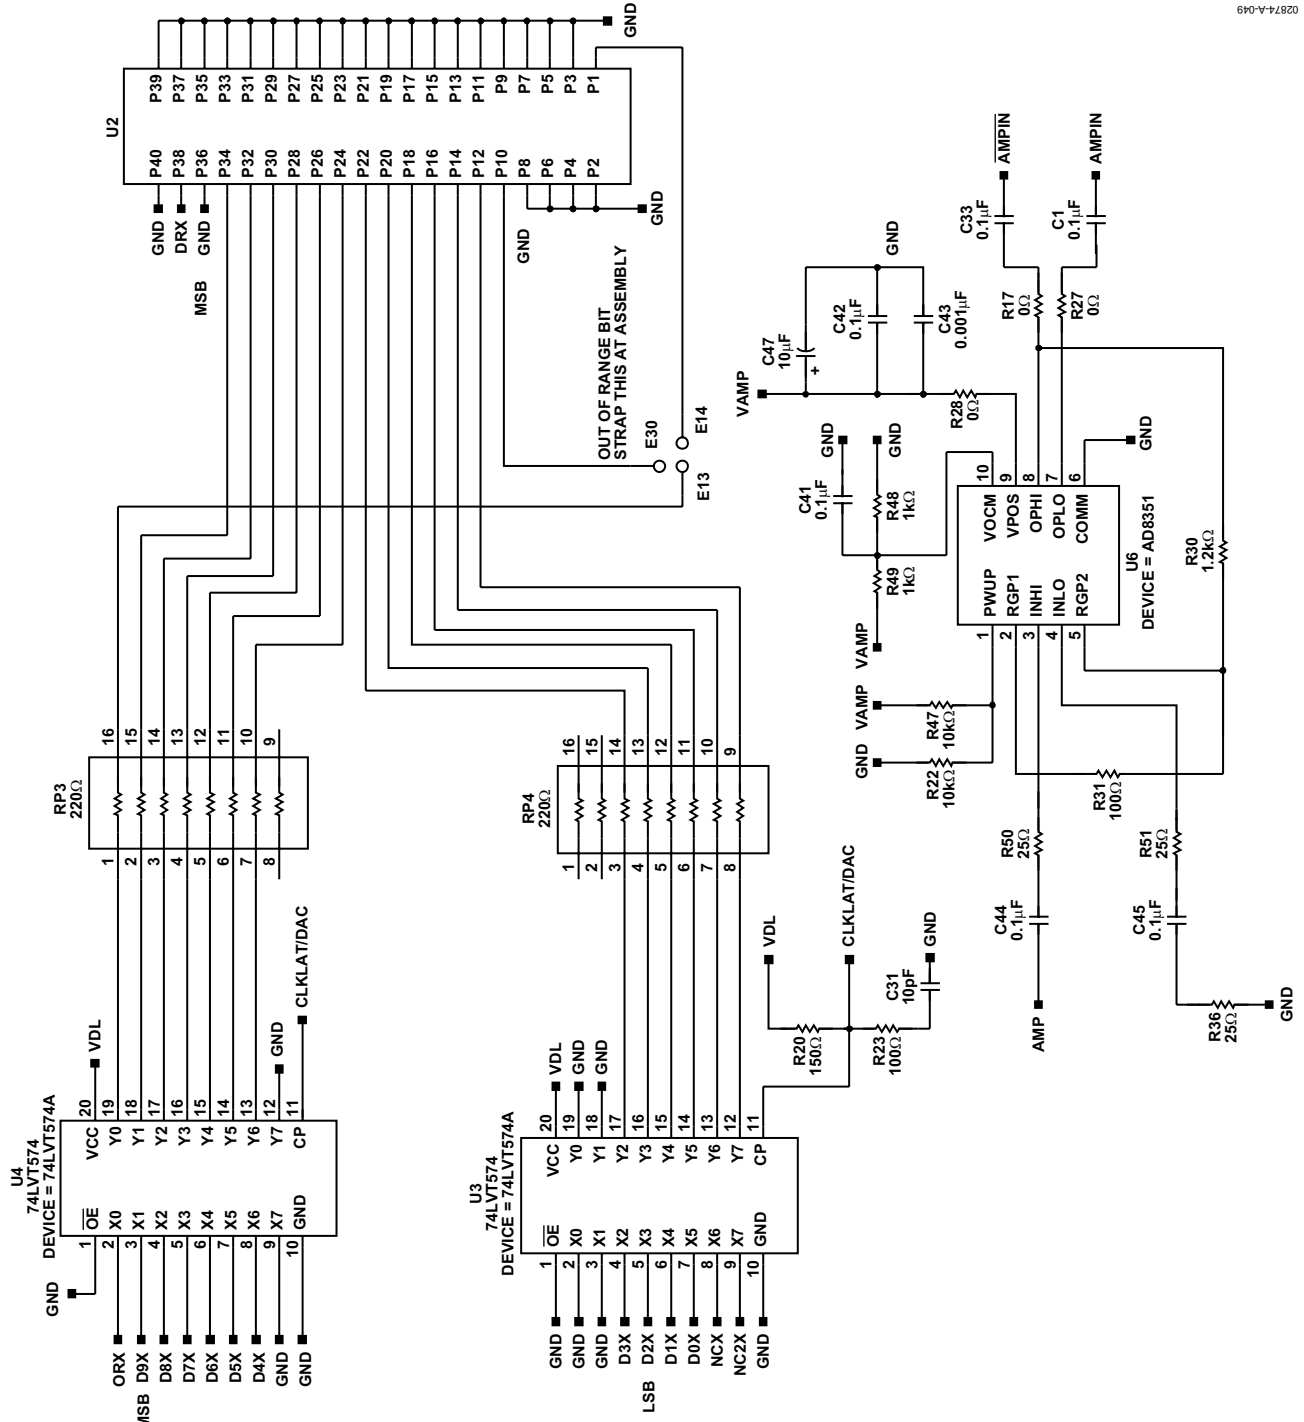 02874-A-049
GND
P39
P37
P35
P33
P31
P29
P27
P25
P23
P21
P19
P17
P15
P13
P11
P9
P7
P5
P3
P1
U2
P40
P38
P36
P34
P32
P30
P28
P26
P24
P22
P20
P18
P16
P14
P12
P10
P8
P6
P4
P2
GND
DRX
GND
MSB
GND
GND
OUT OF RANGE BIT
STRAP THIS AT ASSEMBLY
E30
E14
E13
RP3
220Ω
16
15
14
13
12
11
10
9
1
2
3
4
5
6
7
8
RP4
220Ω
16
15
14
13
12
11
10
9
1
2
3
4
5
6
7
8
U4
74LVT574
DEVICE = 74LVT574A
VDL
GND
CLKLAT/DAC
20
19
18
17
16
15
14
13
12
11
VCC
Y0
Y1
Y2
Y3
Y4
Y5
Y6
Y7
CP
OE
X0
X1
X2
X3
X4
X5
X6
X7
GND
1
2
3
4
5
6
7
8
9
10
GND
ORX
MSB D9X
D8X
D7X
D6X
D5X
D4X
GND
GND
U3
74LVT574
DEVICE = 74LVT574A
VDL
GND
GND
20
19
18
17
16
15
14
13
12
11
VCC
Y0
Y1
Y2
Y3
Y4
Y5
Y6
Y7
CP
OE
X0
X1
X2
X3
X4
X5
X6
X7
GND
1
2
3
4
5
6
7
8
9
10
GND
GND
GND
D3X
LSB D2X
D1X
D0X
NCX
NC2X
GND
VDL
CLKLAT/DAC
GND
R20
150Ω
R23
100Ω
C31
10pF
AMPIN
AMPIN
C33
0.1μF
C1
0.1μF
R17
0Ω
R27
0Ω
GND
C47
10μF
+
C42
0.1μF
C43
0.001μF
VAMP
R28
0Ω
GND
GND
C41
0.1μF
R48
1kΩ
R49
1kΩ
VAMP
GND
10
9
8
7
6
VOCM
VPOS
OPHI
OPLO
COMM
U6
DEVICE = AD8351
PWUP
RGP1
INHI
INLO
RGP2
1
2
3
4
5
R30
1.2kΩ
VAMP
GND
R47
10kΩ
R22
10kΩ
R31
100Ω
R50
25Ω
R51
25Ω
C44
0.1μF
C45
0.1μF
AMP
R36
25Ω
GND